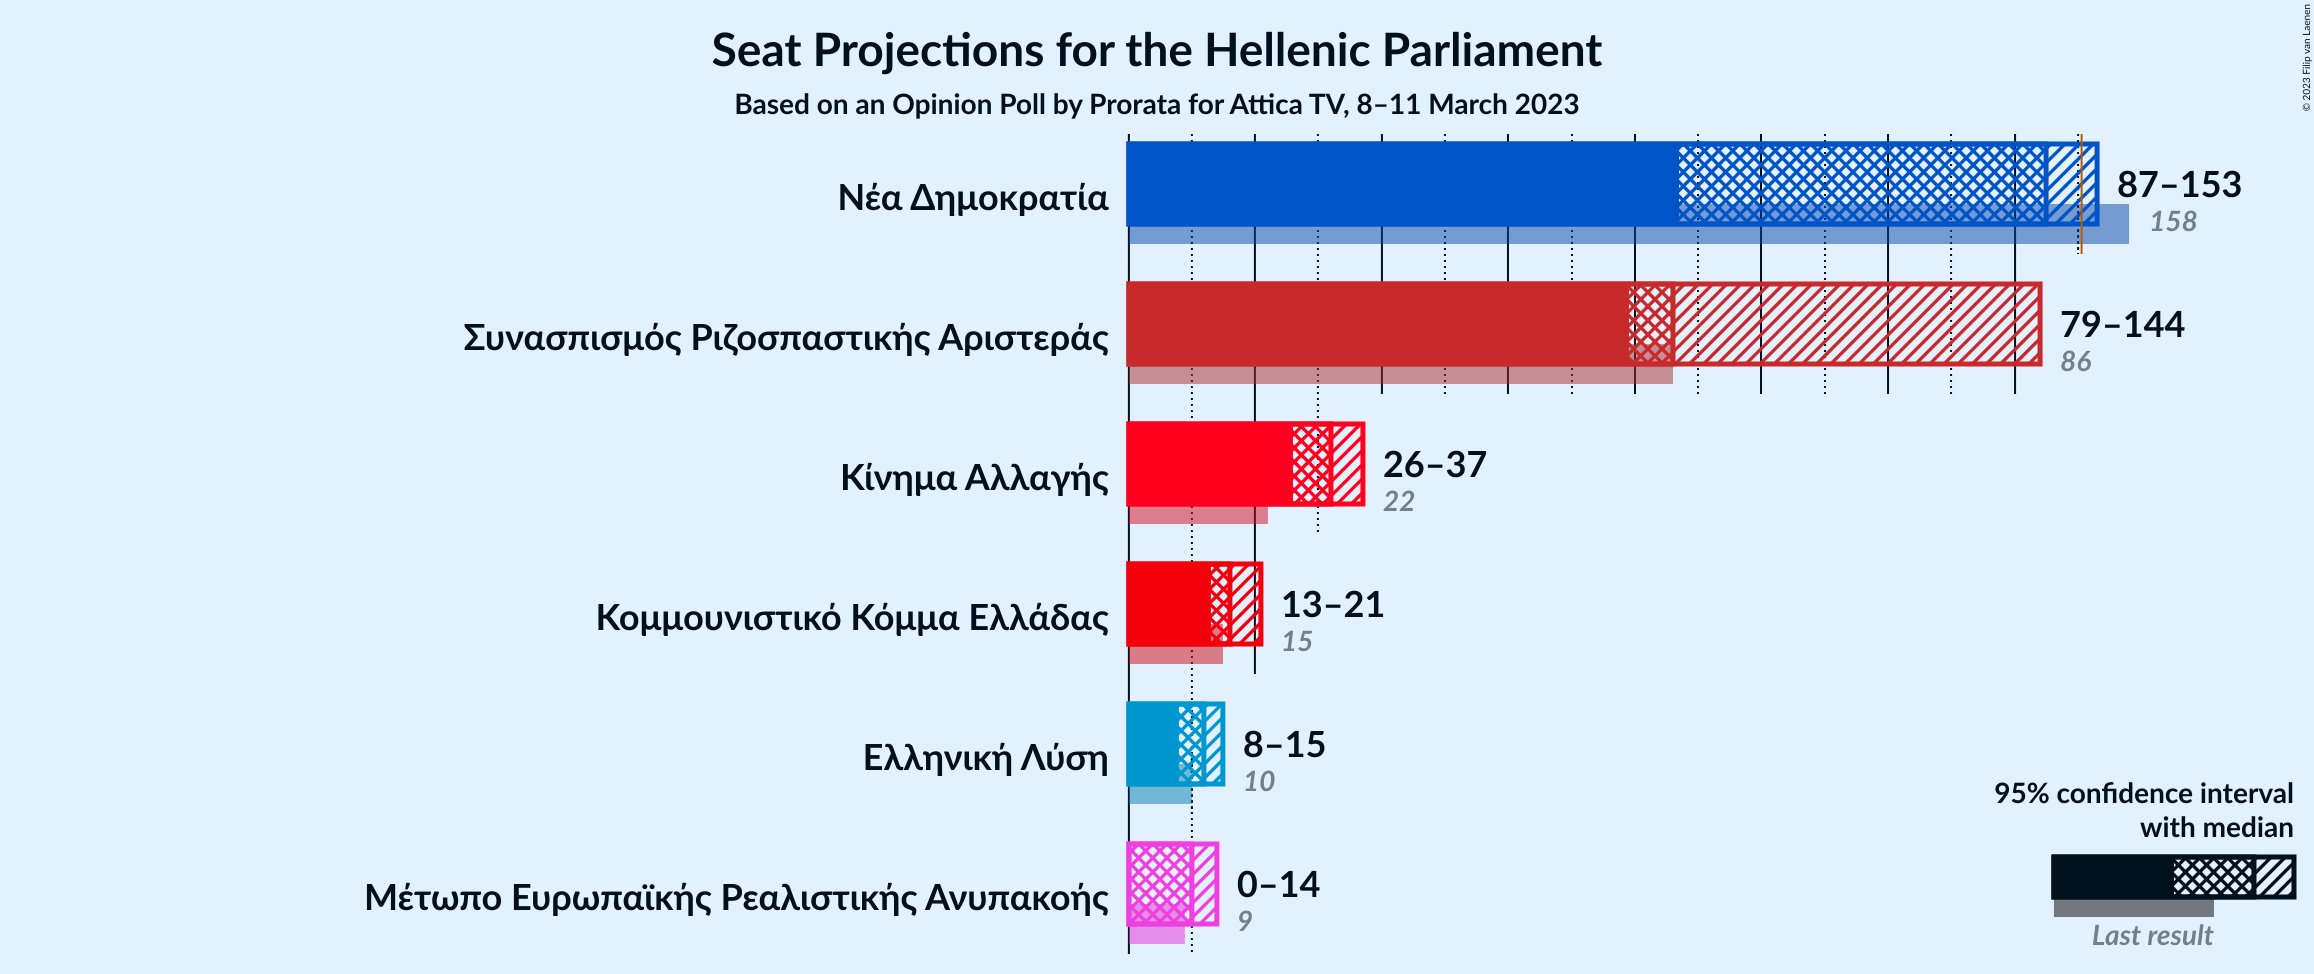 Seat Projections for the Hellenic Parliament
Based on an Opinion Poll by Prorata for Attica TV, 8–11 March 2023
© 2023 Filip van Laenen
Νέα Δημοκρατία
87–153
158
Συνασπισμός Ριζοσπαστικής Αριστεράς
79–144
86
Κίνημα Αλλαγής
26–37
22
Κομμουνιστικό Κόμμα Ελλάδας
13–21
15
Ελληνική Λύση
8–15
10
Μέτωπο Ευρωπαϊκής Ρεαλιστικής Ανυπακοής
0–14
9
95% confidence interval
with median
Last result